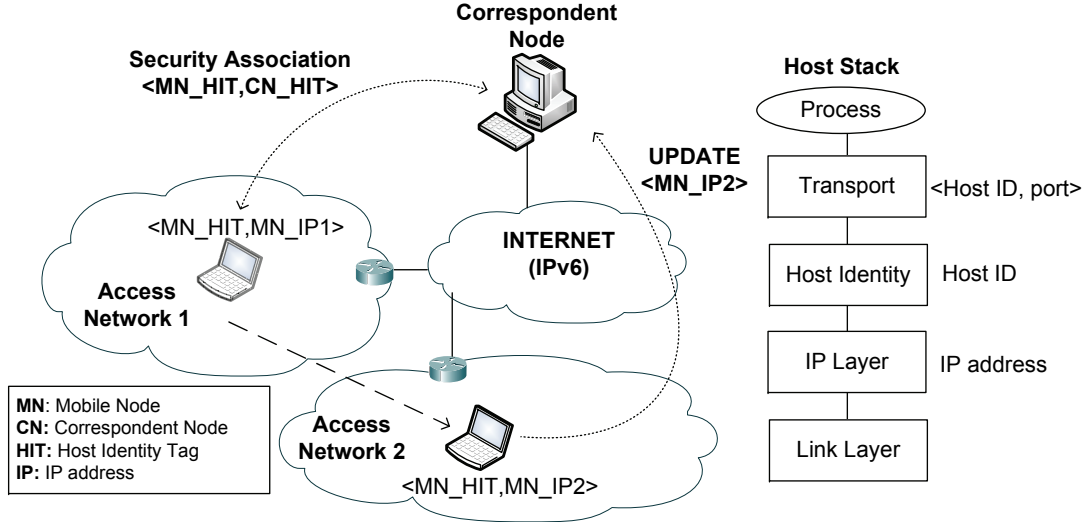 Correspondent
Node
Security Association
<MN_HIT,CN_HIT>
UPDATE
<MN_IP2>
<MN_HIT,MN_IP1>
INTERNET
(IPv6)
Access
Network 1
Access
Network 2
<MN_HIT,MN_IP2>
MN: Mobile Node
CN: Correspondent Node
HIT: Host Identity Tag
IP: IP address
Host Stack
Process
Transport
<Host ID, port>
Host Identity
Host ID
IP Layer
IP address
Link Layer